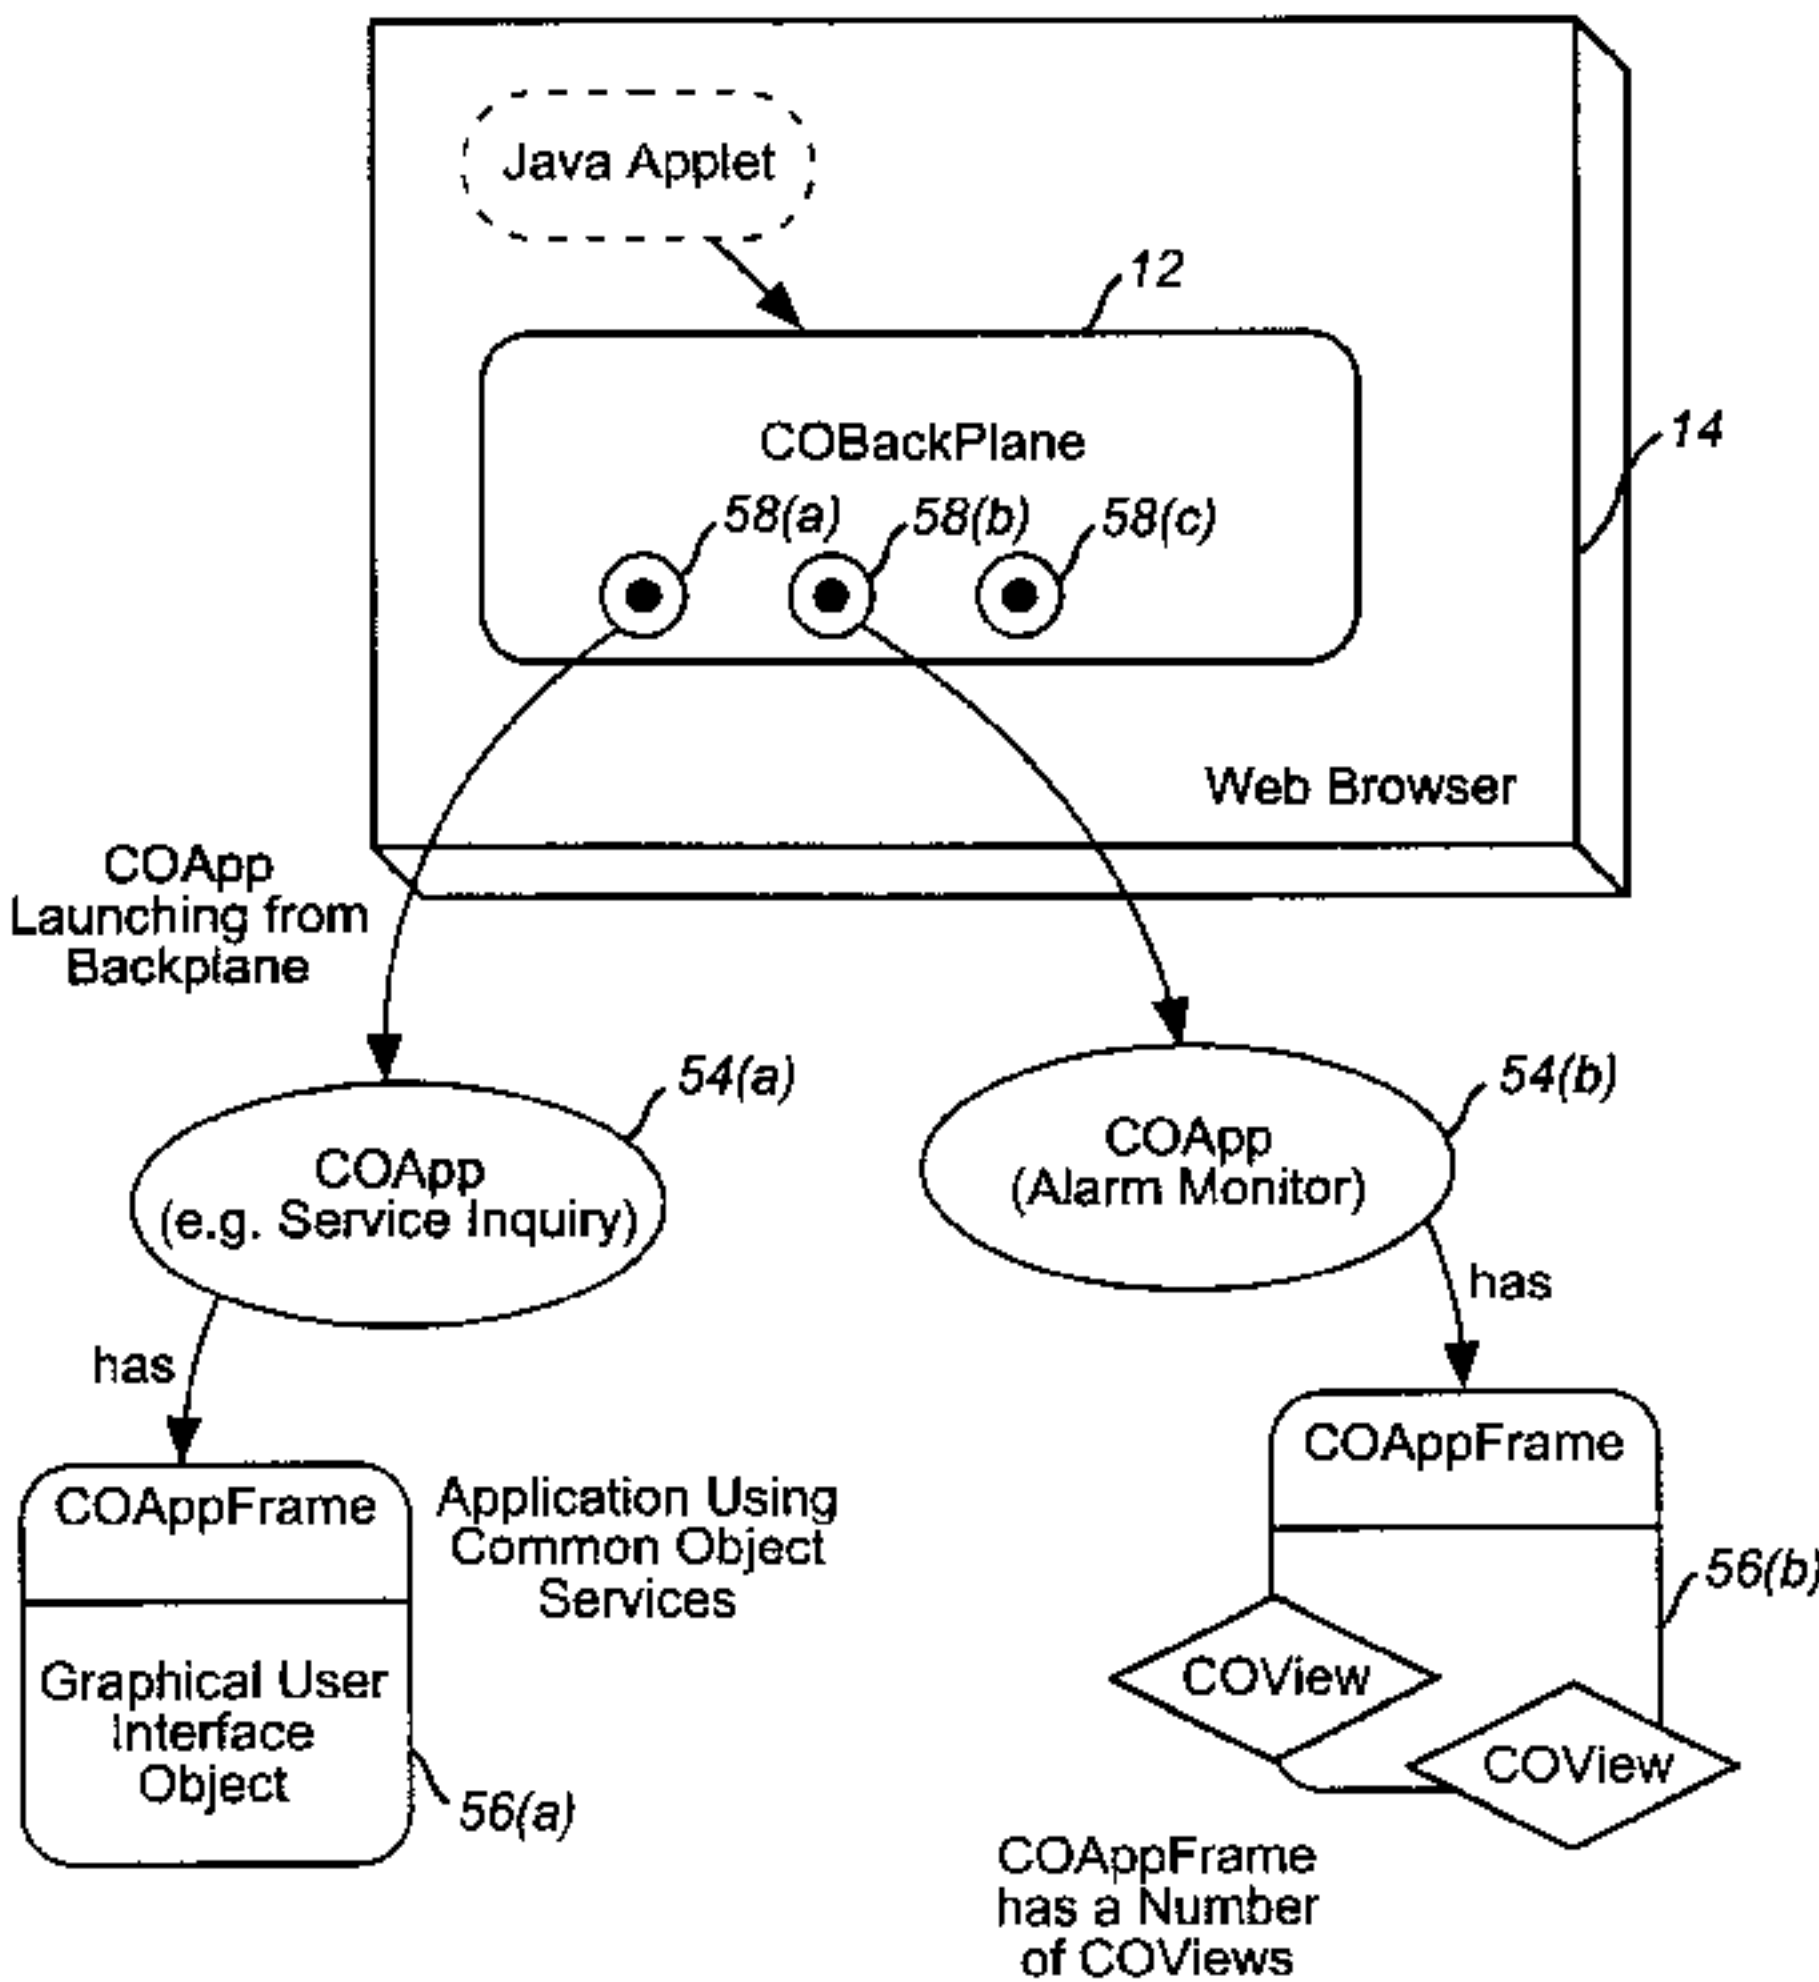 Java Applet
12
COBackPlane
14
58(a)
58(b)
58(c)
Web Browser
COApp
Launching from
Backplane
54(a)
54(b)
COApp
(e.g. Service Inquiry)
COApp
(Alarm Monitor)
has
has
COAppFrame
COAppFrame
Application Using
Common Object
Services
56(b)
Graphical User
Interface
Object
COView
COView
56(a)
COAppFrame
has a Number
of COViews